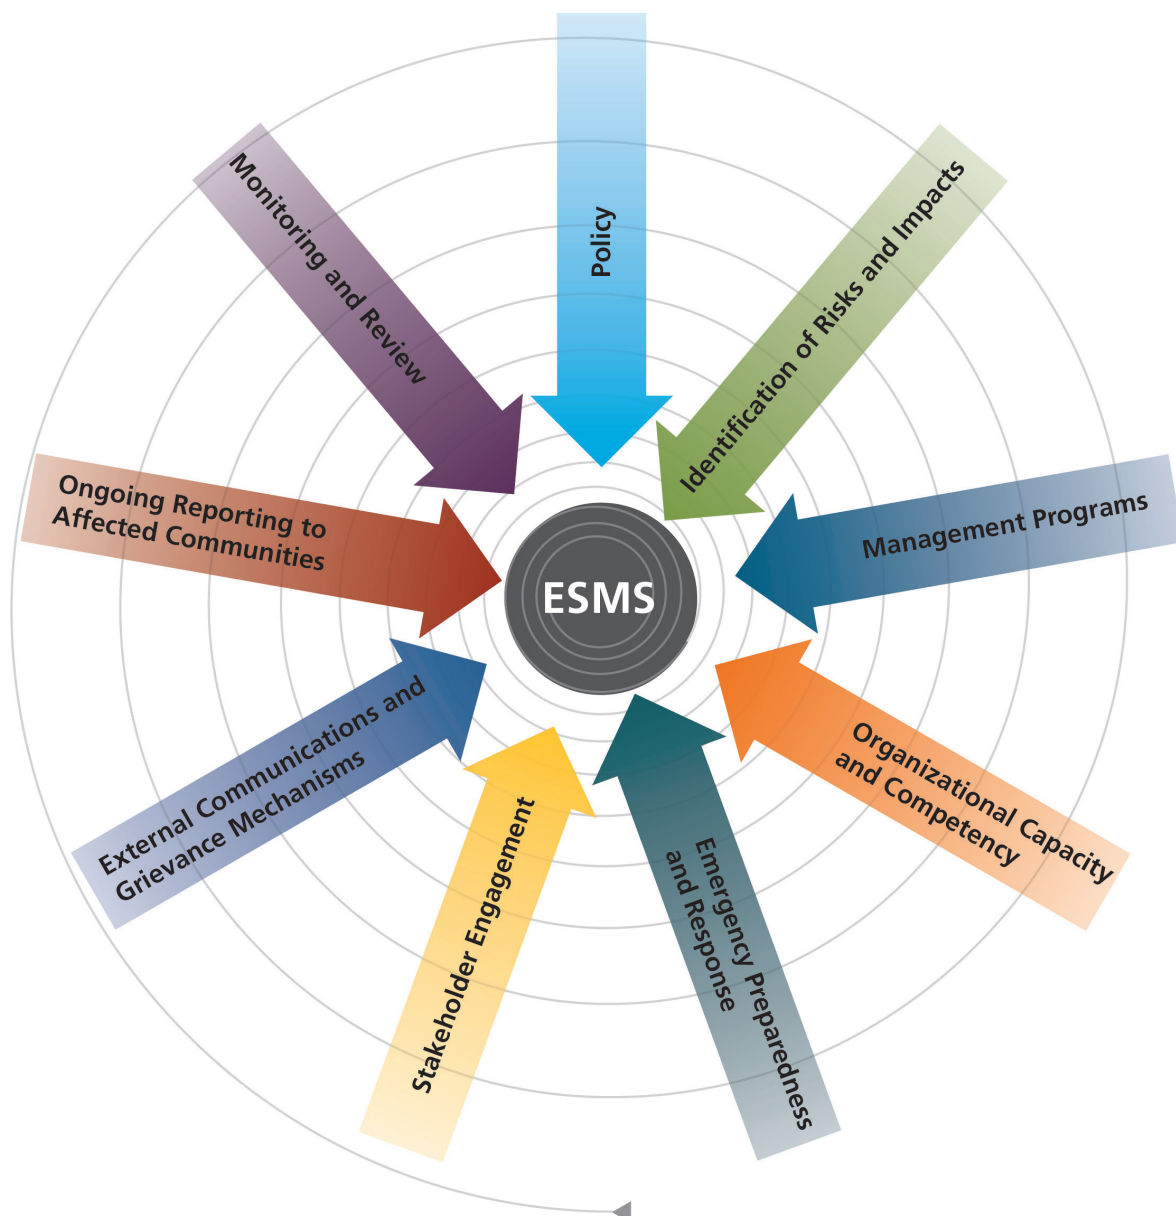 Policy
Identification of Risks and Impacts
Management Programs
Organizational Capacity
and Competency
Emergency Preparedness
and Response
Stakeholder Engagement
External Communications and
Grievance Mechanisms
Ongoing Reporting to
Affected Communities
Monitoring and Review
ESMS